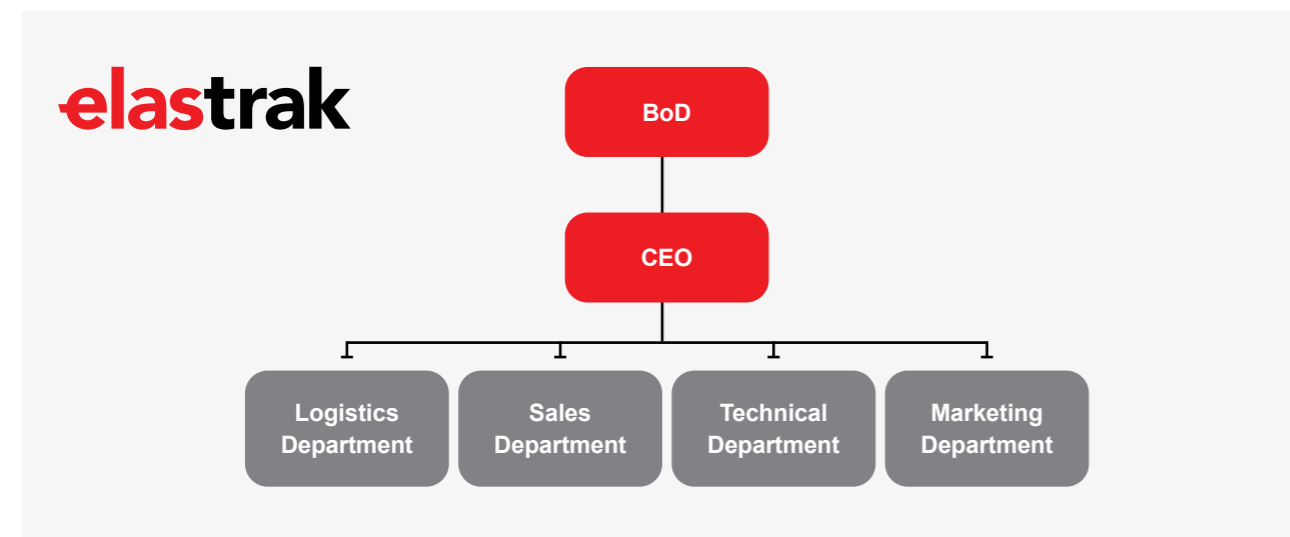 elastrak
BoD
CEO
Logistics
Department
Sales
Department
Technical
Department
Marketing
Department